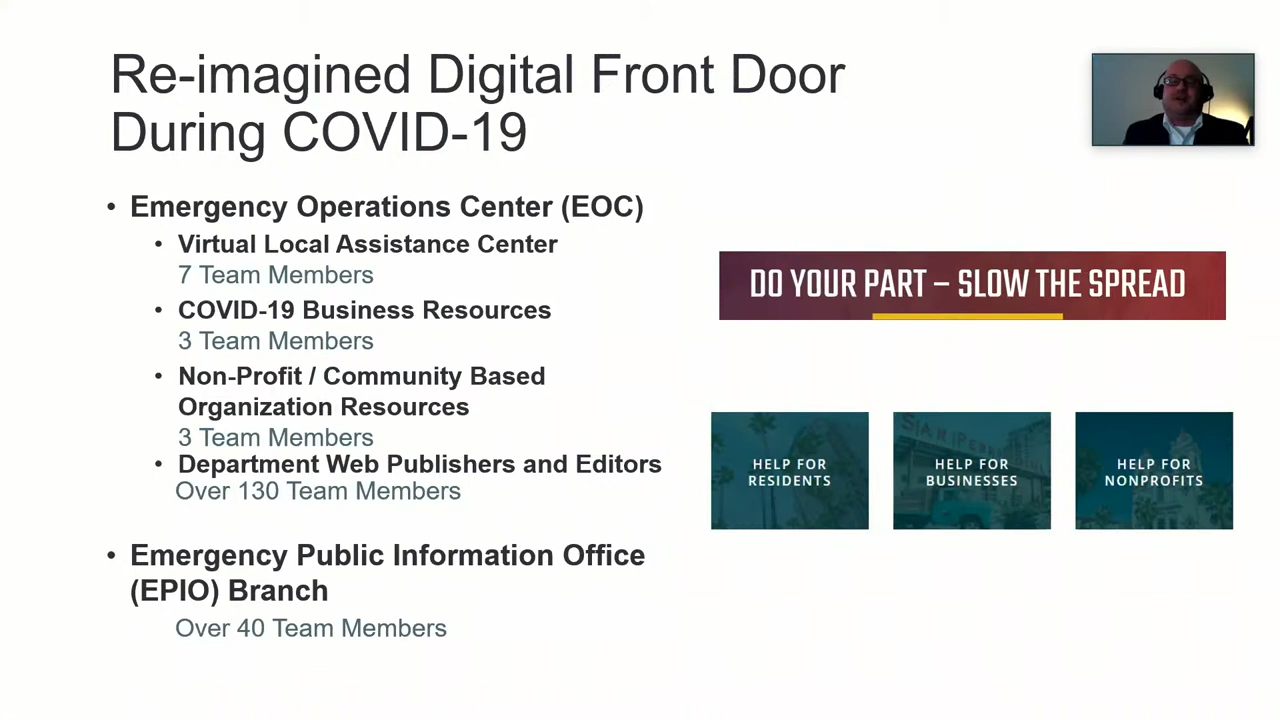 Re-imagined Digital Front Door
During COVID-19
• Emergency Operations Center (EOC)
• Virtual Local Assistance Center
7 Team Members
• COVID-19 Business Resources
3 Team Members
• Non-Profit / Community Based
Organization Resources
3 Team Members
• Department Web Publishers and Editors
Over 130 Team Members
• Emergency Public Information Office
(EPIO) Branch
Over 40 Team Members
DO YOUR PART – SLOW THE SPREAD
HELP FOR
RESIDENTS
HELP FOR
BUSINESSES
HELP FOR
NONPROFITS